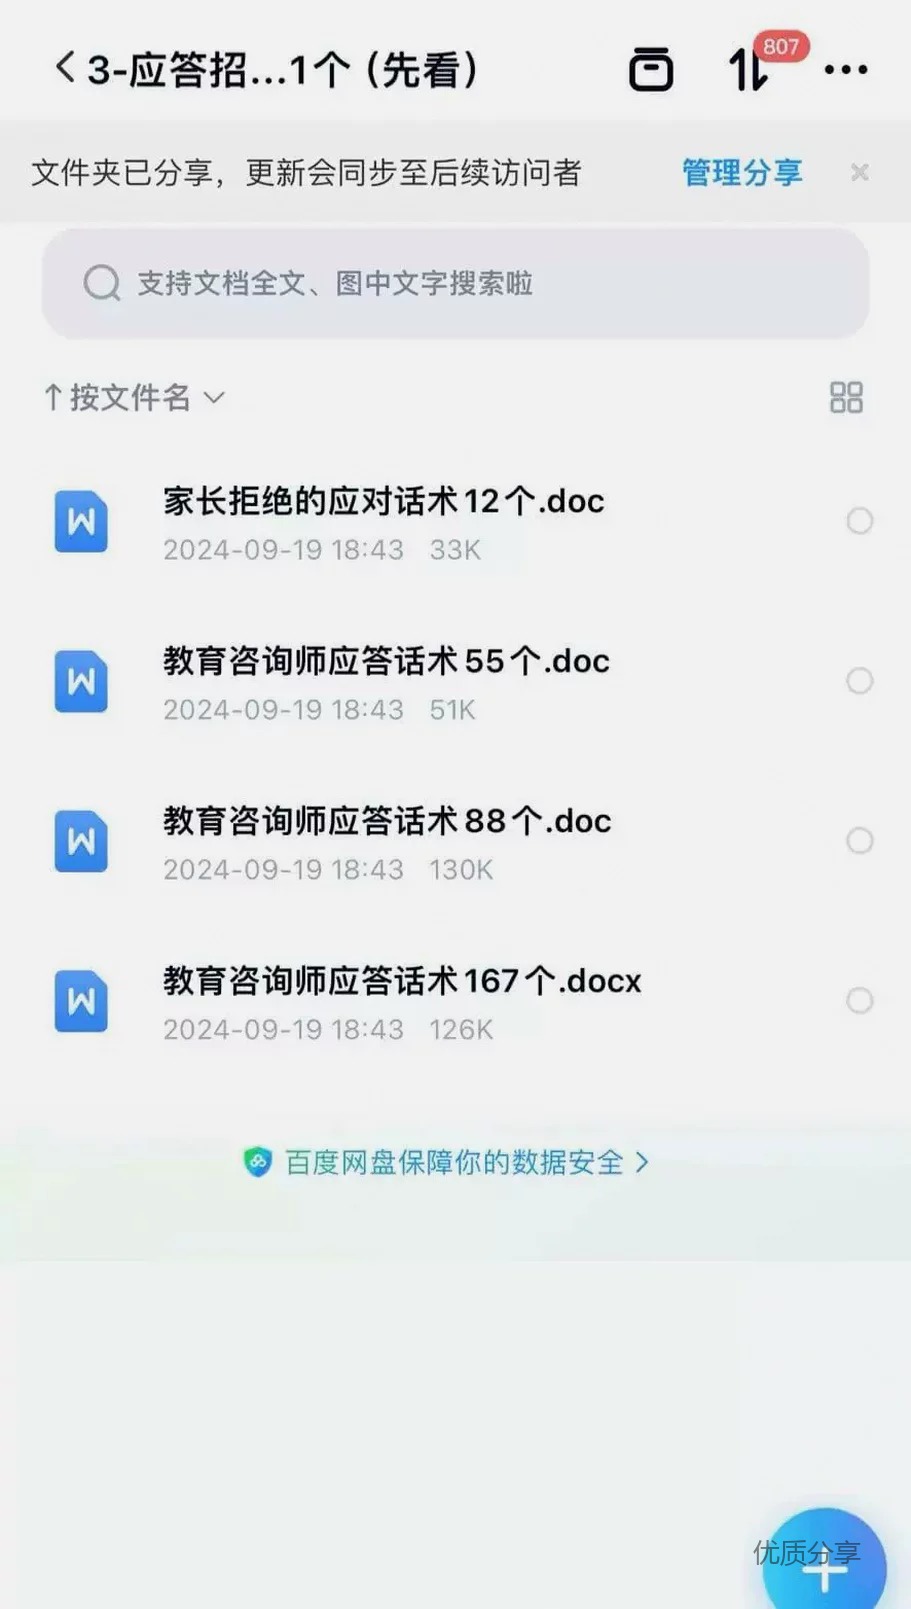 3-应答招...1个（先看）
807
文件夹已分享，更新会同步至后续访问者 管理分享
支持文档全文、图中文字搜索啦
按文件名
家长拒绝的应对话术12个.doc
2024-09-19 18:43 33K
教育咨询师应答话术55个.doc
2024-09-19 18:43 51K
教育咨询师应答话术88个.doc
2024-09-19 18:43 130K
教育咨询师应答话术167个.docx
2024-09-19 18:43 126K
百度网盘保障你的数据安全
优质分享